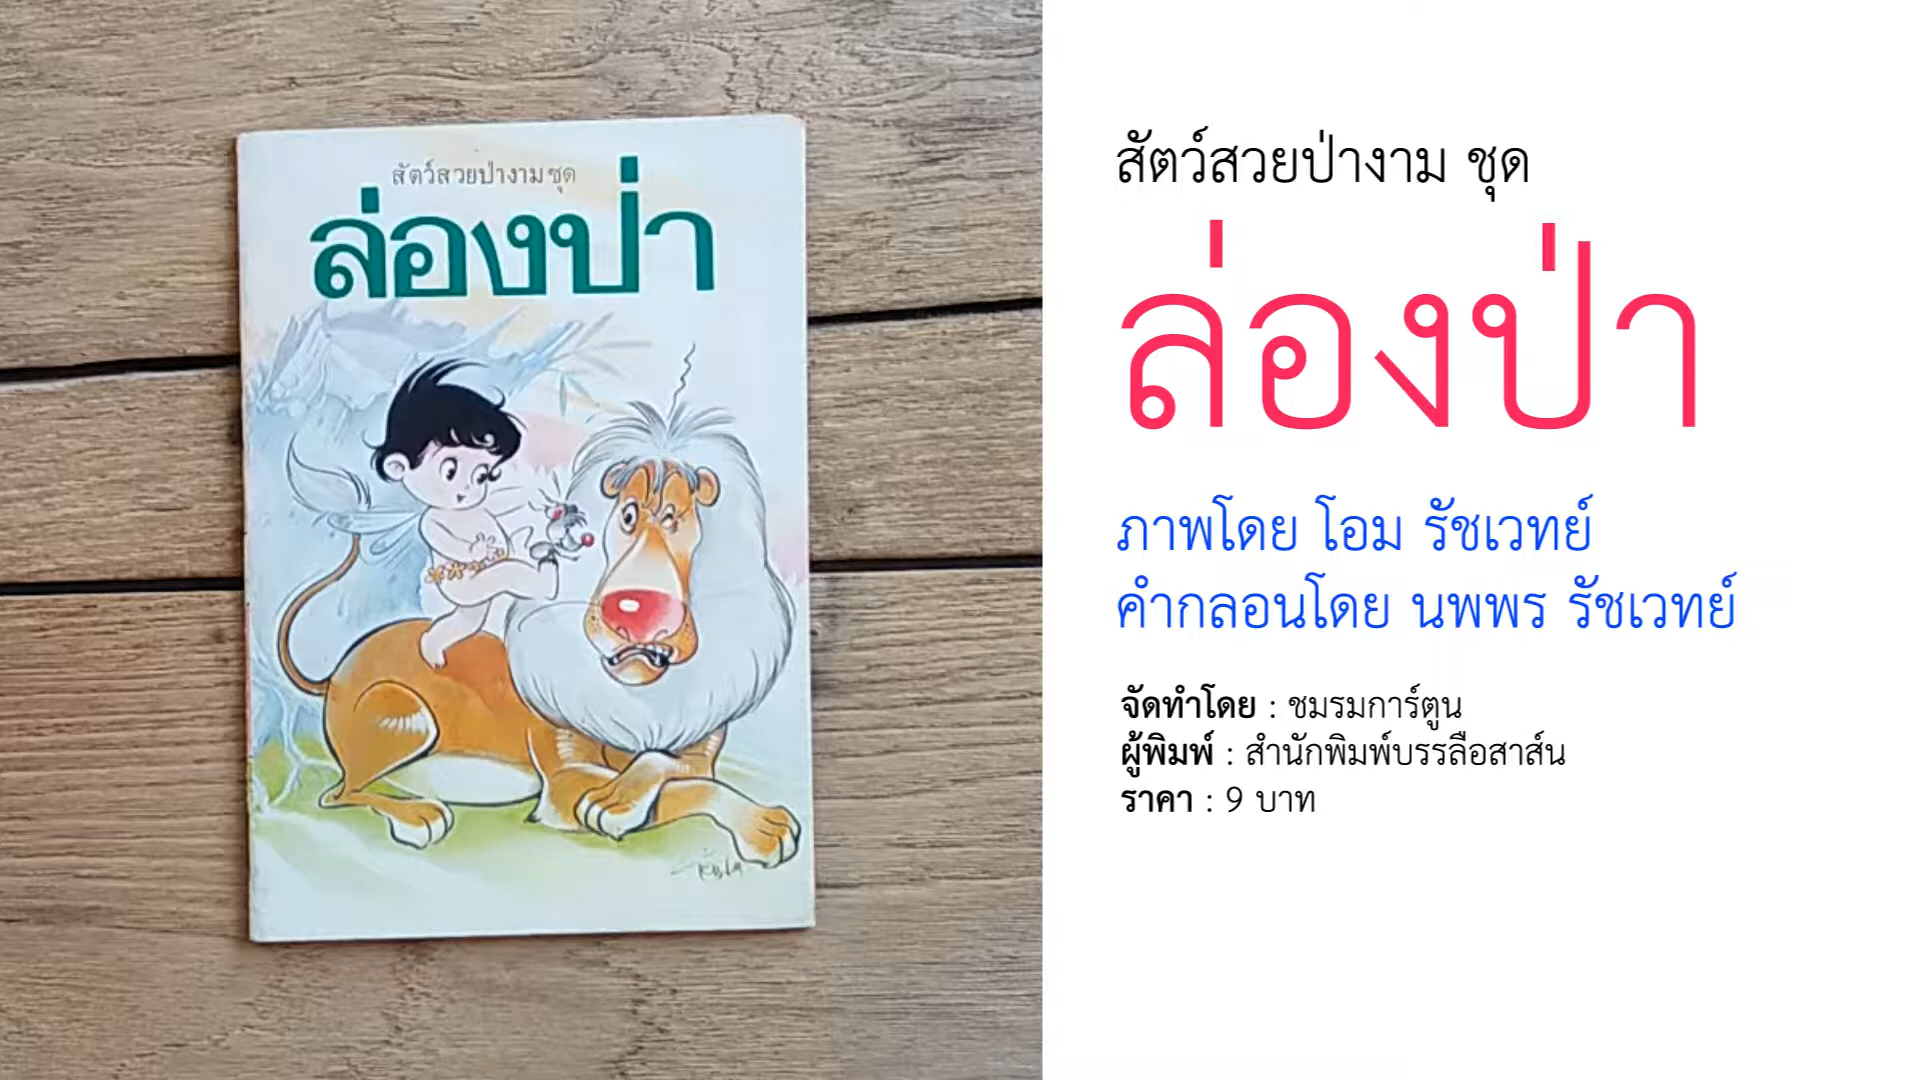 สัตว์สวยป่างาม ชุด
ล่องป่า
สัตว์สวยป่างาม ชุด
ล่องป่า
ภาพโดย โอม รัชเวทย์
คำกลอนโดย นพพร รัชเวทย์
จัดทำโดย : ชมรมการ์ตูน
ผู้พิมพ์ : สำนักพิมพ์บรรลือสาส์น
ราคา : 9 บาท